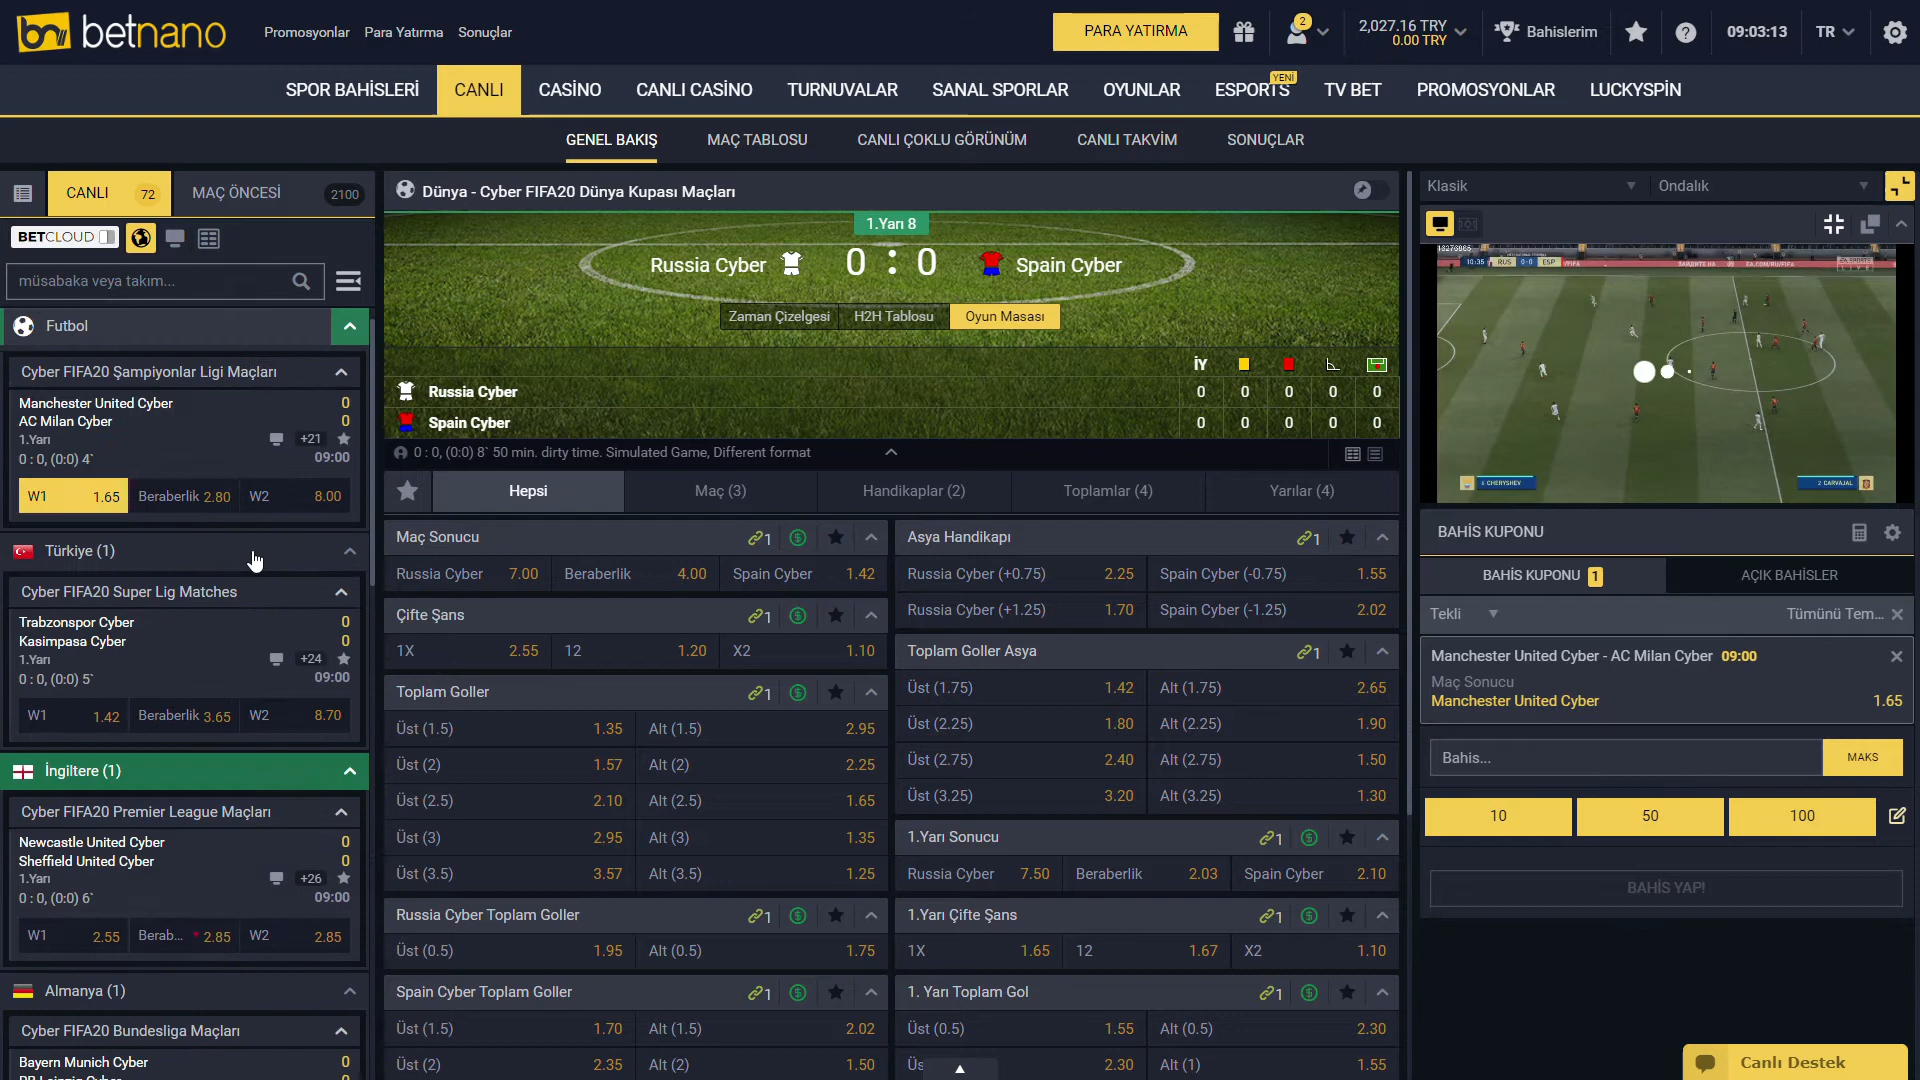 betnano
Promosyonlar Para Yatırma Sonuçlar
PARA YATIRMA
2
2,027.16 TRY
0.00 TRY
Bahislerim
09:03:13
TR
SPOR BAHİSLERİ CANLI CASİNO CANLI CASİNO TURNUVALAR SANAL SPORLAR OYUNLAR ESPORTS YENİ TV BET PROMOSYONLAR LUCKYSPİN
GENEL BAKIŞ MAÇ TABLOSU CANLI ÇOKLU GÖRÜNÜM CANLI TAKVİM SONUÇLAR
CANLI 72 MAÇ ÖNCESİ 2100
BETCLOUD
müsabaka veya takım...
Futbol
Cyber FIFA20 Şampiyonlar Ligi Maçları
Manchester United Cyber 0
AC Milan Cyber 0
1.Yarı +21
0 : 0, (0:0) 4` 09:00
W1 1.65 Beraberlik 2.80 W2 8.00
Türkiye (1)
Cyber FIFA20 Super Lig Matches
Trabzonspor Cyber 0
Kasimpasa Cyber 0
1.Yarı +24
0 : 0, (0:0) 5` 09:00
W1 1.42 Beraberlik 3.65 W2 8.70
İngiltere (1)
Cyber FIFA20 Premier League Maçları
Newcastle United Cyber 0
Sheffield United Cyber 0
1.Yarı +26
0 : 0, (0:0) 6` 09:00
W1 2.55 Berab... 2.85 W2 2.85
Almanya (1)
Cyber FIFA20 Bundesliga Maçları
Bayern Munich Cyber 0
Dünya - Cyber FIFA20 Dünya Kupası Maçları
1.Yarı 8
Russia Cyber 0 : 0 Spain Cyber
Zaman Çizelgesi H2H Tablosu Oyun Masası
İY
Russia Cyber 0 0 0 0 0
Spain Cyber 0 0 0 0 0
0 : 0, (0:0) 8` 50 min. dirty time. Simulated Game, Different format
Hepsi Maç (3) Handikaplar (2) Toplamlar (4) Yarılar (4)
Maç Sonucu 1
Russia Cyber 7.00 Beraberlik 4.00 Spain Cyber 1.42
Çifte Şans 1
1X 2.55 12 1.20 X2 1.10
Toplam Goller 1
Üst (1.5) 1.35 Alt (1.5) 2.95
Üst (2) 1.57 Alt (2) 2.25
Üst (2.5) 2.10 Alt (2.5) 1.65
Üst (3) 2.95 Alt (3) 1.35
Üst (3.5) 3.57 Alt (3.5) 1.25
Russia Cyber Toplam Goller 1
Üst (0.5) 1.95 Alt (0.5) 1.75
Spain Cyber Toplam Goller 1
Üst (1.5) 1.70 Alt (1.5) 2.02
Üst (2) 2.35 Alt (2) 1.50
Asya Handikapı 1
Russia Cyber (+0.75) 2.25 Spain Cyber (-0.75) 1.55
Russia Cyber (+1.25) 1.70 Spain Cyber (-1.25) 2.02
Toplam Goller Asya 1
Üst (1.75) 1.42 Alt (1.75) 2.65
Üst (2.25) 1.80 Alt (2.25) 1.90
Üst (2.75) 2.40 Alt (2.75) 1.50
Üst (3.25) 3.20 Alt (3.25) 1.30
1.Yarı Sonucu 1
Russia Cyber 7.50 Beraberlik 2.03 Spain Cyber 2.10
1.Yarı Çifte Şans 1
1X 1.65 12 1.67 X2 1.10
1. Yarı Toplam Gol 1
Üst (0.5) 1.55 Alt (0.5) 2.30
2.30 Alt (1) 1.55
Klasik Ondalık
10:35 RUS 0-0 ESP
CHERYSHEV
2 CARVAJAL
BAHİS KUPONU
BAHİS KUPONU 1 AÇIK BAHİSLER
Tekli Tümünü Tem...
Manchester United Cyber - AC Milan Cyber 09:00
Maç Sonucu
Manchester United Cyber 1.65
Bahis... MAKS
10 50 100
BAHİS YAP!
Canlı Destek